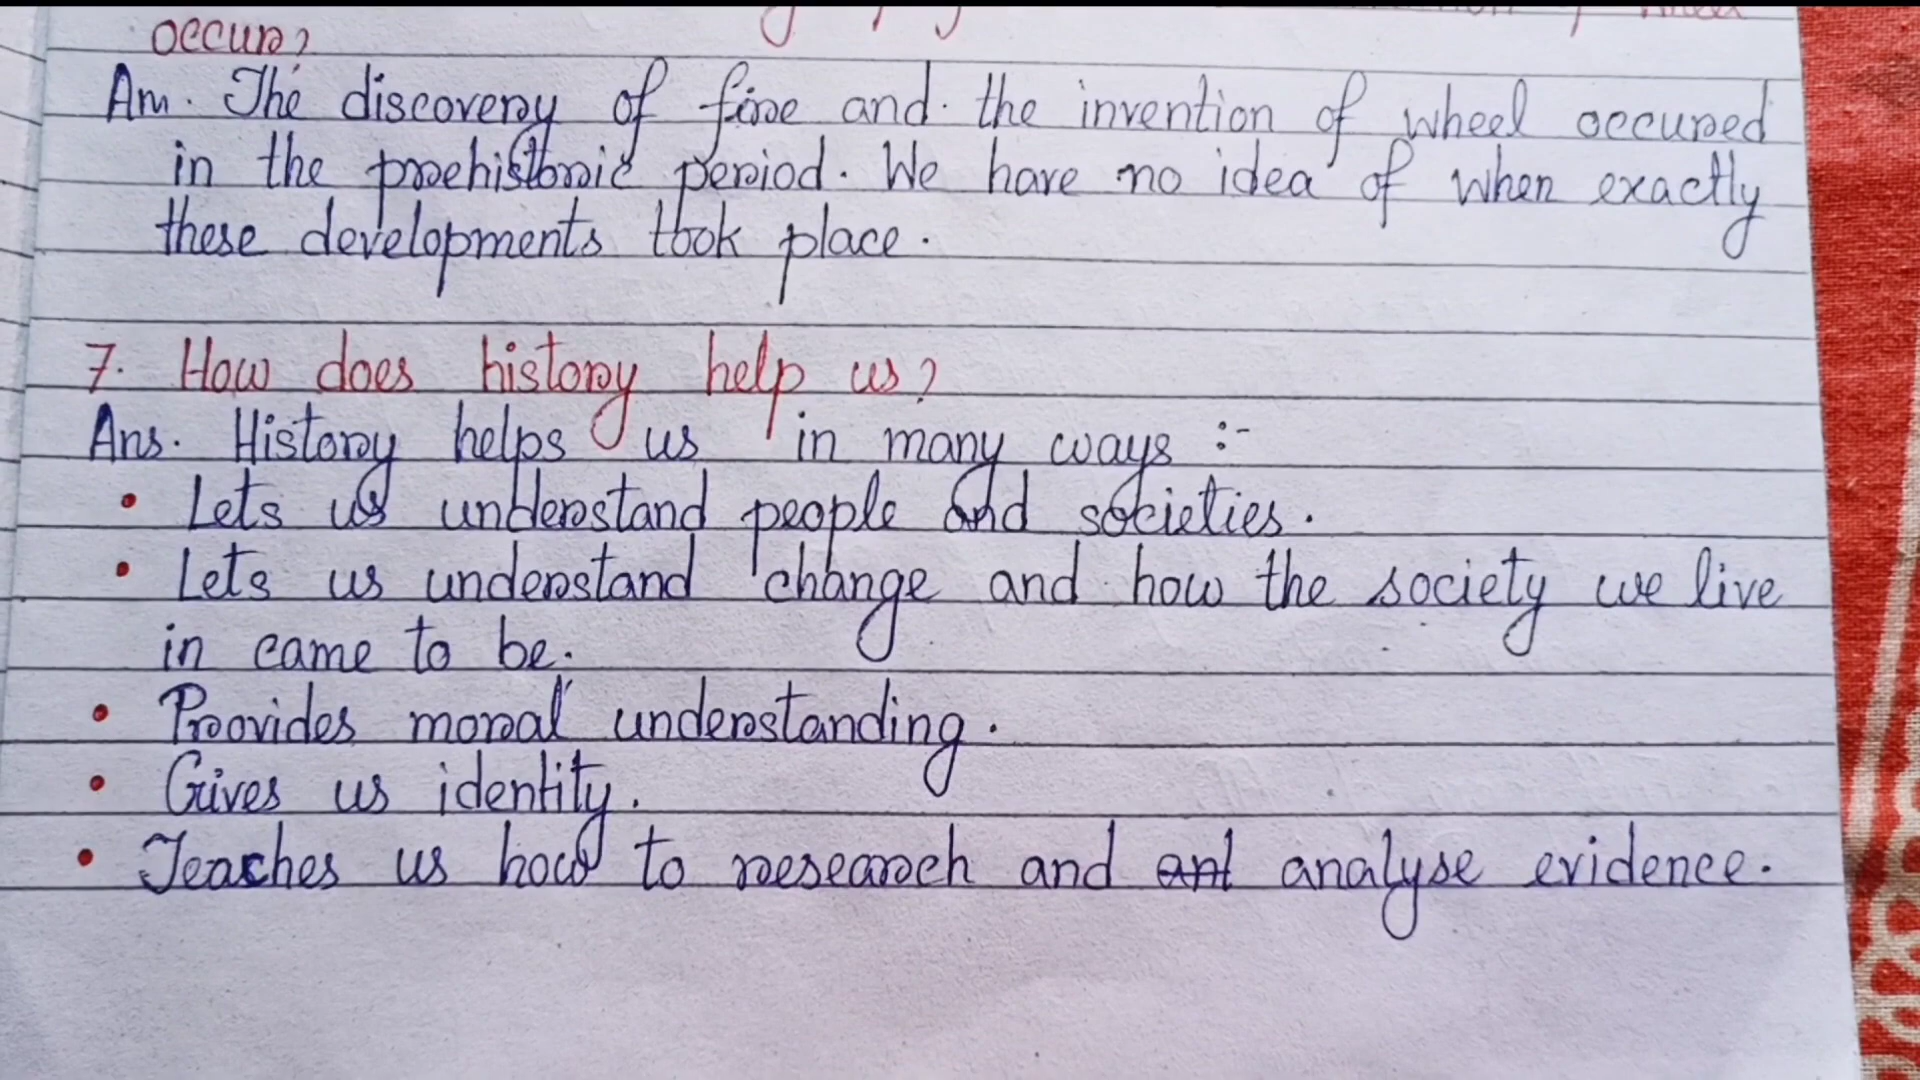 occur?
Ans. The discovery of fire and the invention of wheel occured
in the prehistoric period. We have no idea of when exactly
these developments took place.
7. How does history help us?
Ans. History helps us in many ways :-
• Lets us understand people and societies.
• Lets us understand change and how the society we live
in came to be.
• Provides moral understanding.
• Gives us identity.
• Teaches us how to research and analyse evidence.